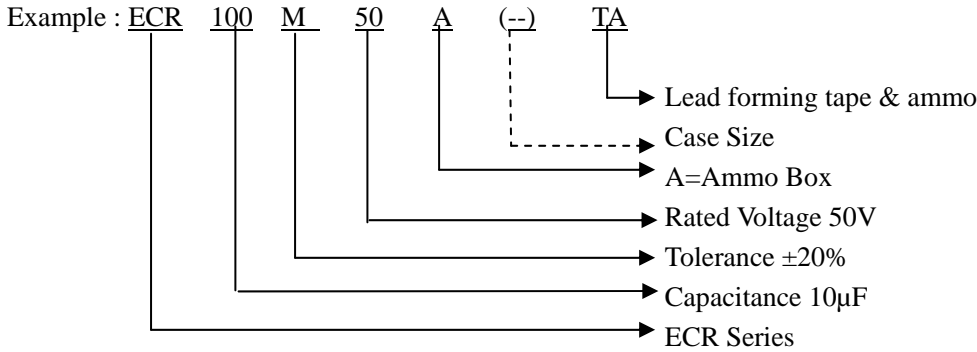 Example : ECR 100 M 50 A (--) TA
Lead forming tape & ammo
Case Size
A=Ammo Box
Rated Voltage 50V
Tolerance ±20%
Capacitance 10μF
ECR Series